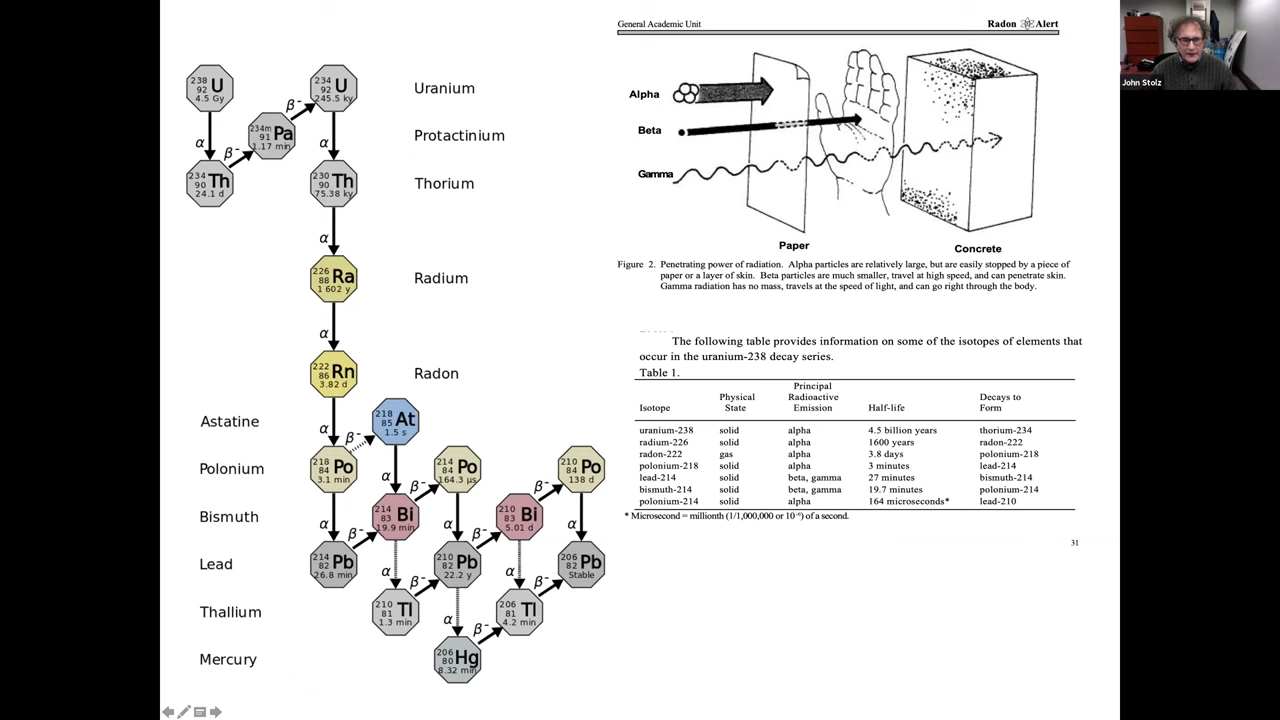 General Academic Unit
Radon Alert
John Stolz
238
92
U
4.5 Gy
234
92
U
245.5 ky
Uranium
β⁻
234m
91
Pa
1.17 min
Protactinium
α
β⁻
α
234
90
Th
24.1 d
230
90
Th
75.38 ky
Thorium
α
226
88
Ra
1 602 y
Radium
α
222
86
Rn
3.82 d
Radon
Astatine
α
β⁻
218
85
At
1.5 s
Polonium
218
84
Po
3.1 min
α
214
84
Po
164.3 µs
210
84
Po
138 d
β⁻
β⁻
Bismuth
214
83
Bi
19.9 min
210
83
Bi
5.01 d
α
β⁻
α
β⁻
α
Lead
214
82
Pb
26.8 min
210
82
Pb
22.2 y
206
82
Pb
Stable
α
β⁻
α
β⁻
Thallium
210
81
Tl
1.3 min
206
81
Tl
4.2 min
α
β⁻
Mercury
206
80
Hg
8.32 min
Alpha
Beta
Gamma
Paper
Concrete
Figure 2. Penetrating power of radiation. Alpha particles are relatively large, but are easily stopped by a piece of
paper or a layer of skin. Beta particles are much smaller, travel at high speed, and can penetrate skin.
Gamma radiation has no mass, travels at the speed of light, and can go right through the body.
The following table provides information on some of the isotopes of elements that
occur in the uranium-238 decay series.
Table 1.
Principal
Physical Radioactive Decays to
Isotope State Emission Half-life Form
uranium-238 solid alpha 4.5 billion years thorium-234
radium-226 solid alpha 1600 years radon-222
radon-222 gas alpha 3.8 days polonium-218
polonium-218 solid alpha 3 minutes lead-214
lead-214 solid beta, gamma 27 minutes bismuth-214
bismuth-214 solid beta, gamma 19.7 minutes polonium-214
polonium-214 solid alpha 164 microseconds* lead-210
* Microsecond = millionth (1/1,000,000 or 10⁻⁶) of a second.
31